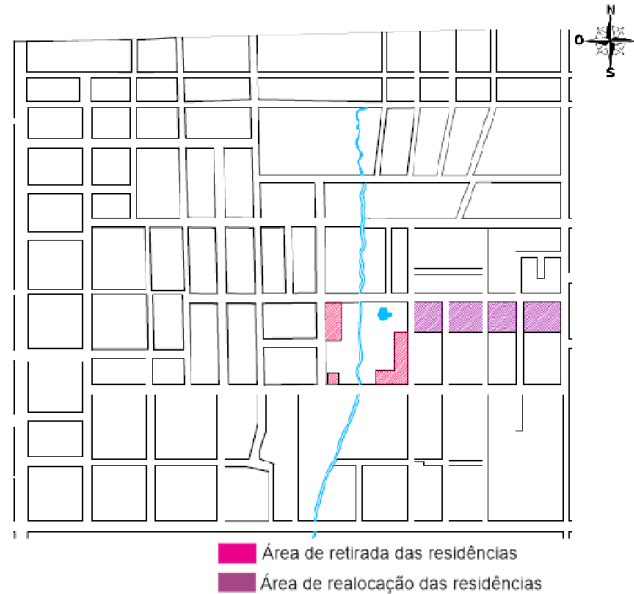 N
O
S
Área de retirada das residências
Área de realocação das residências